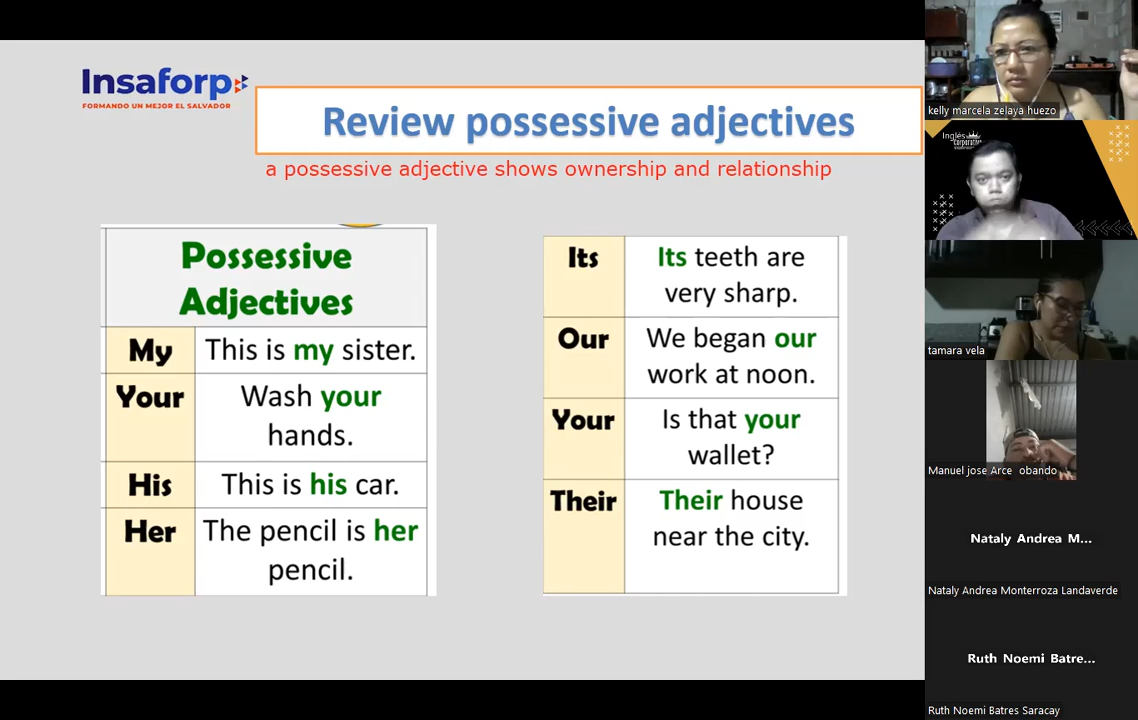 Insaforp
FORMANDO UN MEJOR EL SALVADOR
Review possessive adjectives
a possessive adjective shows ownership and relationship
Possessive
Adjectives
My
This is my sister.
Your
Wash your
hands.
His
This is his car.
Her
The pencil is her
pencil.
Its
Its teeth are
very sharp.
Our
We began our
work at noon.
Your
Is that your
wallet?
Their
Their house
near the city.
kelly marcela zelaya huezo
Inglés
corporativo
tamara vela
Manuel jose Arce obando
Nataly Andrea M...
Nataly Andrea Monterroza Landaverde
Ruth Noemi Batre...
Ruth Noemi Batres Saracay